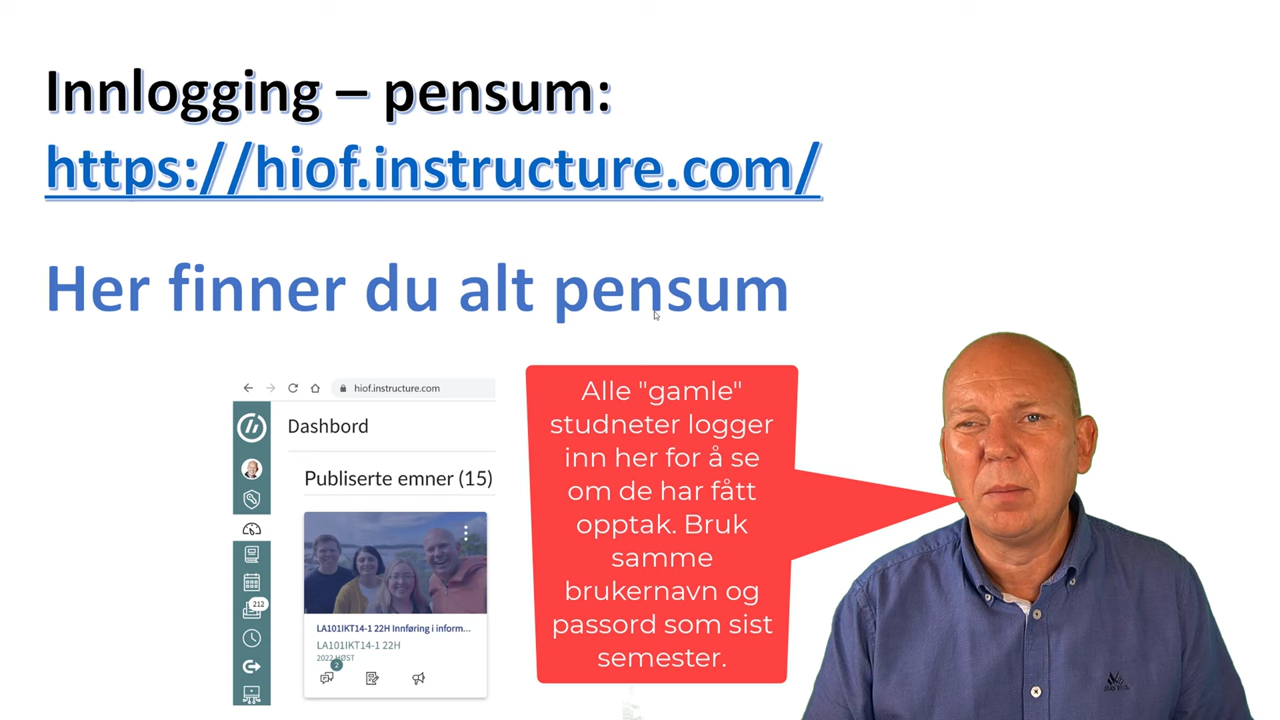 Innlogging – pensum:
https://hiof.instructure.com/
Her finner du alt pensum
hiof.instructure.com
Dashbord
Publiserte emner (15)
212
LA101IKT14-1 22H Innføring i inform...
LA101IKT14-1 22H
2022 HØST
2
Alle "gamle"
studneter logger
inn her for å se
om de har fått
opptak. Bruk
samme
brukernavn og
passord som sist
semester.